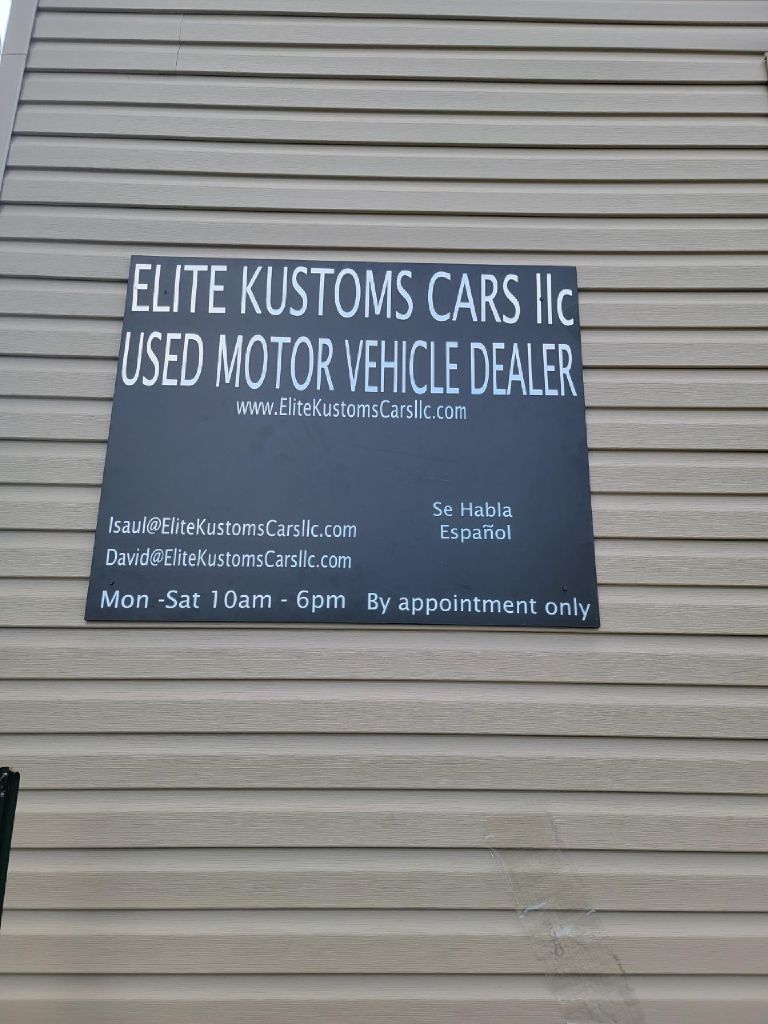 ELITE KUSTOMS CARS llc
USED MOTOR VEHICLE DEALER
www.EliteKustomsCarsllc.com
Isaul@EliteKustomsCarsllc.com
David@EliteKustomsCarsllc.com
Se Habla
Español
Mon -Sat 10am - 6pm By appointment only